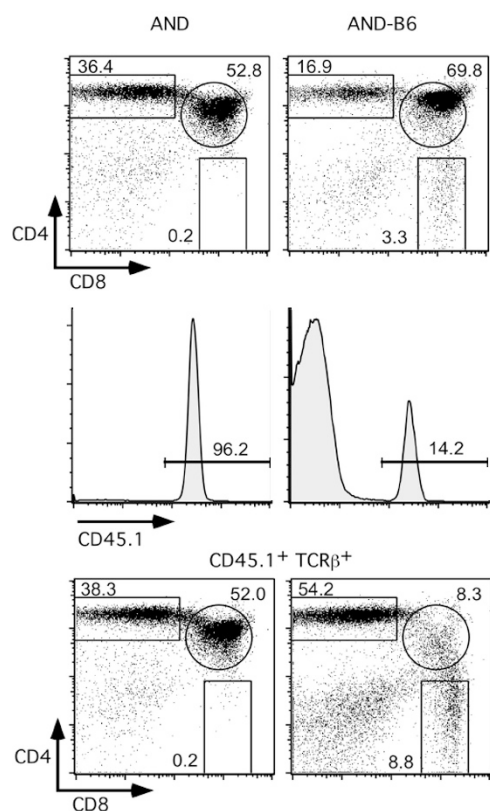 AND AND-B6
36.4 52.8 16.9 69.8
CD4 0.2 3.3
CD8
96.2 14.2
CD45.1
CD45.1+ TCRβ+
38.3 52.0 54.2 8.3
CD4 0.2 8.8
CD8